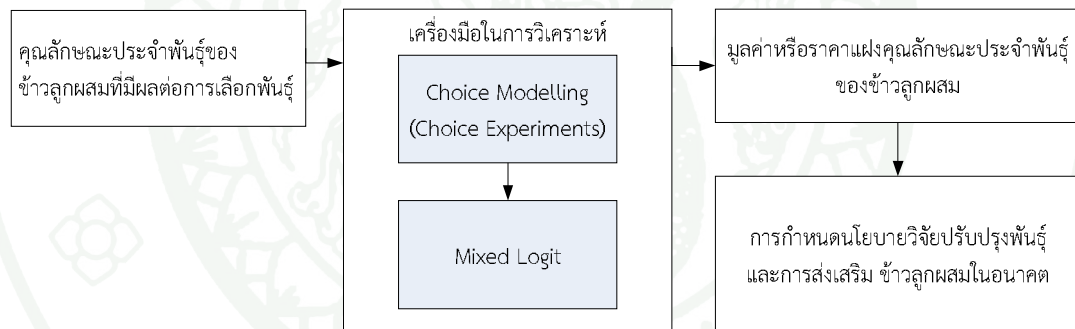 คุณลักษณะประจำพันธุ์ของ
ข้าวลูกผสมที่มีผลต่อการเลือกพันธุ์
เครื่องมือในการวิเคราะห์
Choice Modelling
(Choice Experiments)
Mixed Logit
มูลค่าหรือราคาแฝงคุณลักษณะประจำพันธุ์
ของข้าวลูกผสม
การกำหนดนโยบายวิจัยปรับปรุงพันธุ์
และการส่งเสริม ข้าวลูกผสมในอนาคต